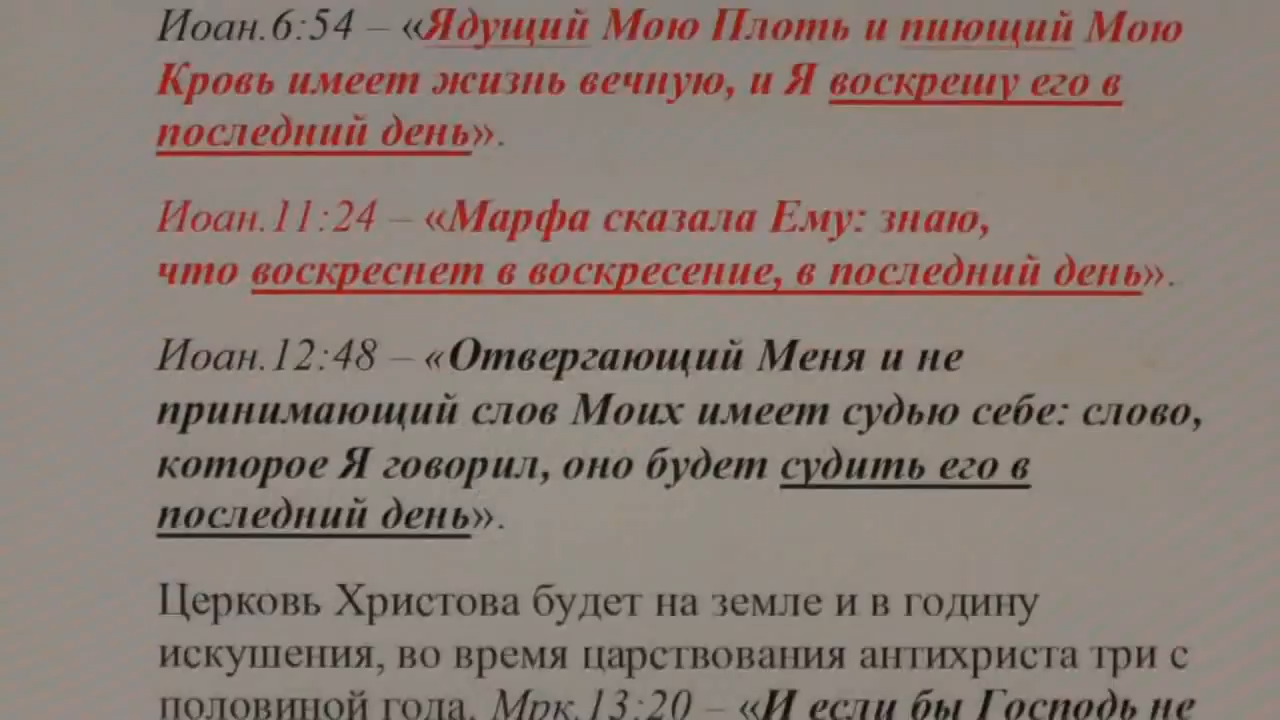 Иоан.6:54 – «Ядущий Мою Плоть и пиющий Мою
Кровь имеет жизнь вечную, и Я воскрешу его в
последний день».
Иоан.11:24 – «Марфа сказала Ему: знаю,
что воскреснет в воскресение, в последний день».
Иоан.12:48 – «Отвергающий Меня и не
принимающий слов Моих имеет судью себе: слово,
которое Я говорил, оно будет судить его в
последний день».
Церковь Христова будет на земле и в годину
искушения, во время царствования антихриста три с
половиной года. Мрк.13:20 – «И если бы Господь не